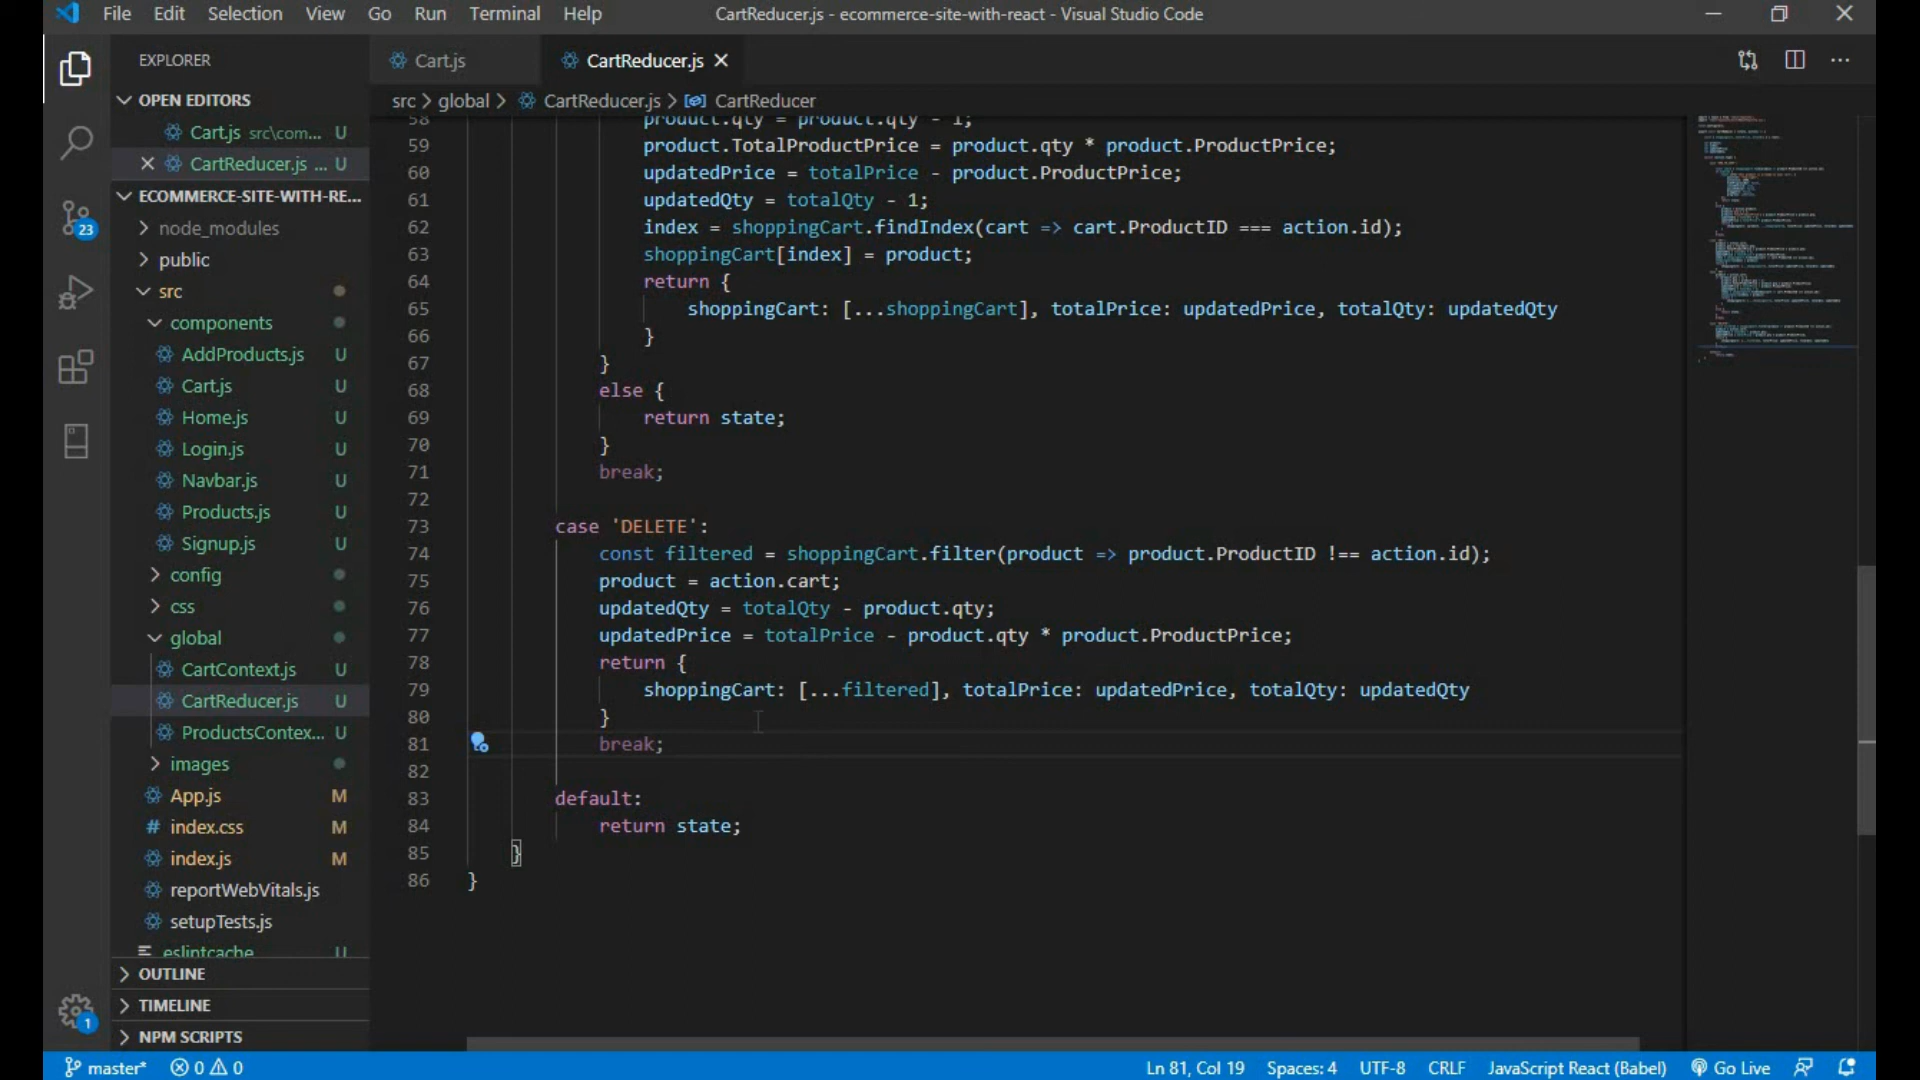 File Edit Selection View Go Run Terminal Help CartReducer.js - ecommerce-site-with-react - Visual Studio Code
EXPLORER
OPEN EDITORS
Cart.js src\com... U
CartReducer.js ... U
ECOMMERCE-SITE-WITH-RE...
node_modules
public
src
components
AddProducts.js U
Cart.js U
Home.js U
Login.js U
Navbar.js U
Products.js U
Signup.js U
config
css
global
CartContext.js U
CartReducer.js U
ProductsContex... U
images
App.js M
index.css M
index.js M
reportWebVitals.js
setupTests.js
eslintcache U
OUTLINE
TIMELINE
NPM SCRIPTS
23
1
Cart.js CartReducer.js
src > global > CartReducer.js > CartReducer
58 product.qty = product.qty - 1;
59 product.TotalProductPrice = product.qty * product.ProductPrice;
60 updatedPrice = totalPrice - product.ProductPrice;
61 updatedQty = totalQty - 1;
62 index = shoppingCart.findIndex(cart => cart.ProductID === action.id);
63 shoppingCart[index] = product;
64 return {
65 shoppingCart: [...shoppingCart], totalPrice: updatedPrice, totalQty: updatedQty
66 }
67 }
68 else {
69 return state;
70 }
71 break;
72
73 case 'DELETE':
74 const filtered = shoppingCart.filter(product => product.ProductID !== action.id);
75 product = action.cart;
76 updatedQty = totalQty - product.qty;
77 updatedPrice = totalPrice - product.qty * product.ProductPrice;
78 return {
79 shoppingCart: [...filtered], totalPrice: updatedPrice, totalQty: updatedQty
80 }
81 break;
82
83 default:
84 return state;
85 }
86 }
master* 0 0 Ln 81, Col 19 Spaces: 4 UTF-8 CRLF JavaScript React (Babel) Go Live